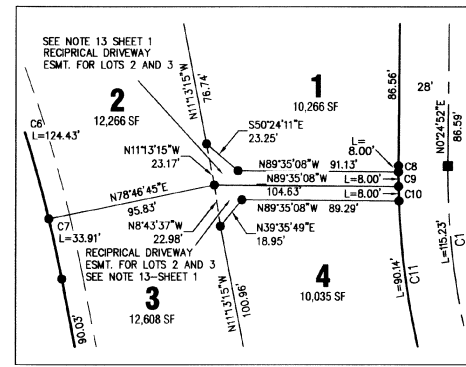 SEE NOTE 13 SHEET 1
RECIPRICAL DRIVEWAY
ESMT. FOR LOTS 2 AND 3
2
12,266 SF
N11°13'15"W
76.74'
1
10,266 SF
86.56'
28'
N0°24'52"E
86.59'
C6
L=124.43'
S50°24'11"E
23.25'
L=
8.00'
C8
N11°13'15"W
23.17'
N89°35'08"W
91.13'
N89°35'08"W
L=8.00'
C9
104.63'
L=8.00'
C10
N78°46'45"E
95.83'
N89°35'08"W
89.29'
C7
L=33.91'
N8°43'37"W
22.98'
N39°35'49"E
18.95'
RECIPRICAL DRIVEWAY
ESMT. FOR LOTS 2 AND 3
SEE NOTE 13-SHEET 1
3
12,608 SF
N11°13'15"W
100.96'
4
10,035 SF
L=90.14'
C11
L=115.23'
C1
90.03'